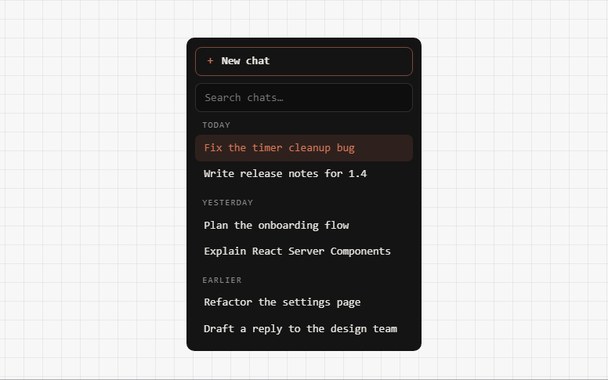 + New chat
Search chats…
TODAY
Fix the timer cleanup bug
Write release notes for 1.4
YESTERDAY
Plan the onboarding flow
Explain React Server Components
EARLIER
Refactor the settings page
Draft a reply to the design team